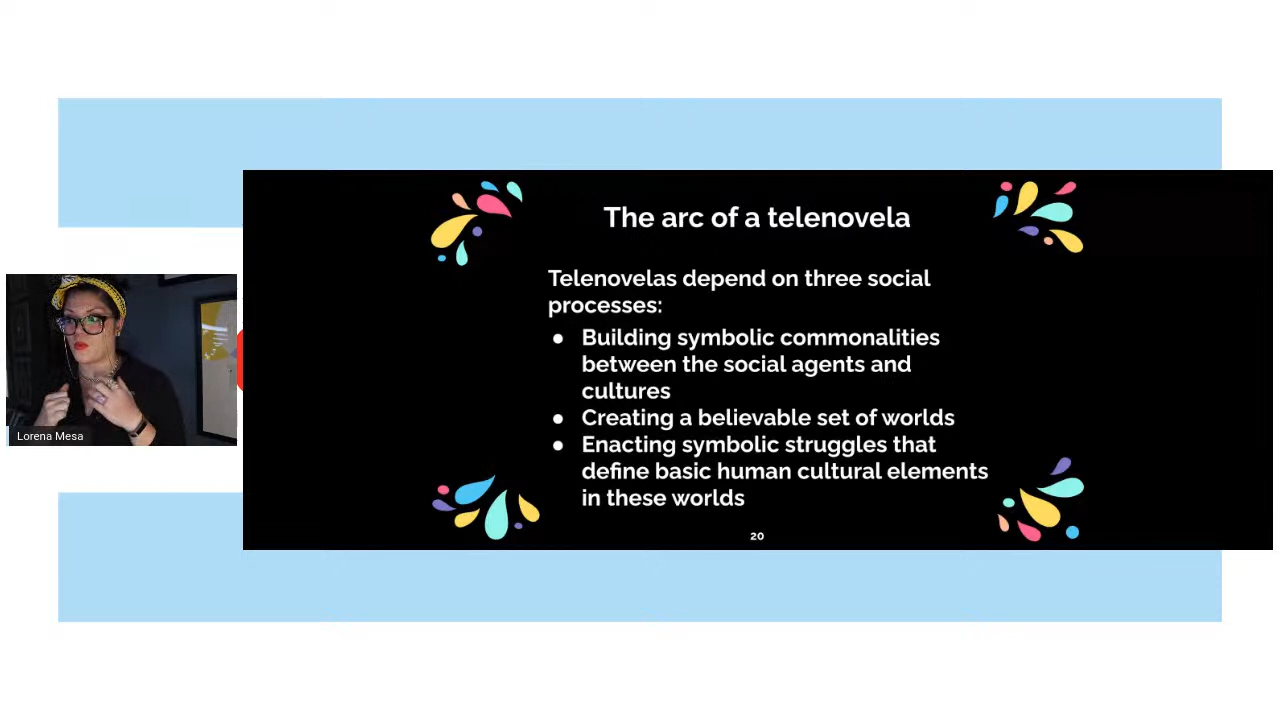 The arc of a telenovela
Telenovelas depend on three social
processes:
● Building symbolic commonalities
between the social agents and
cultures
● Creating a believable set of worlds
● Enacting symbolic struggles that
define basic human cultural elements
in these worlds
20
Lorena Mesa